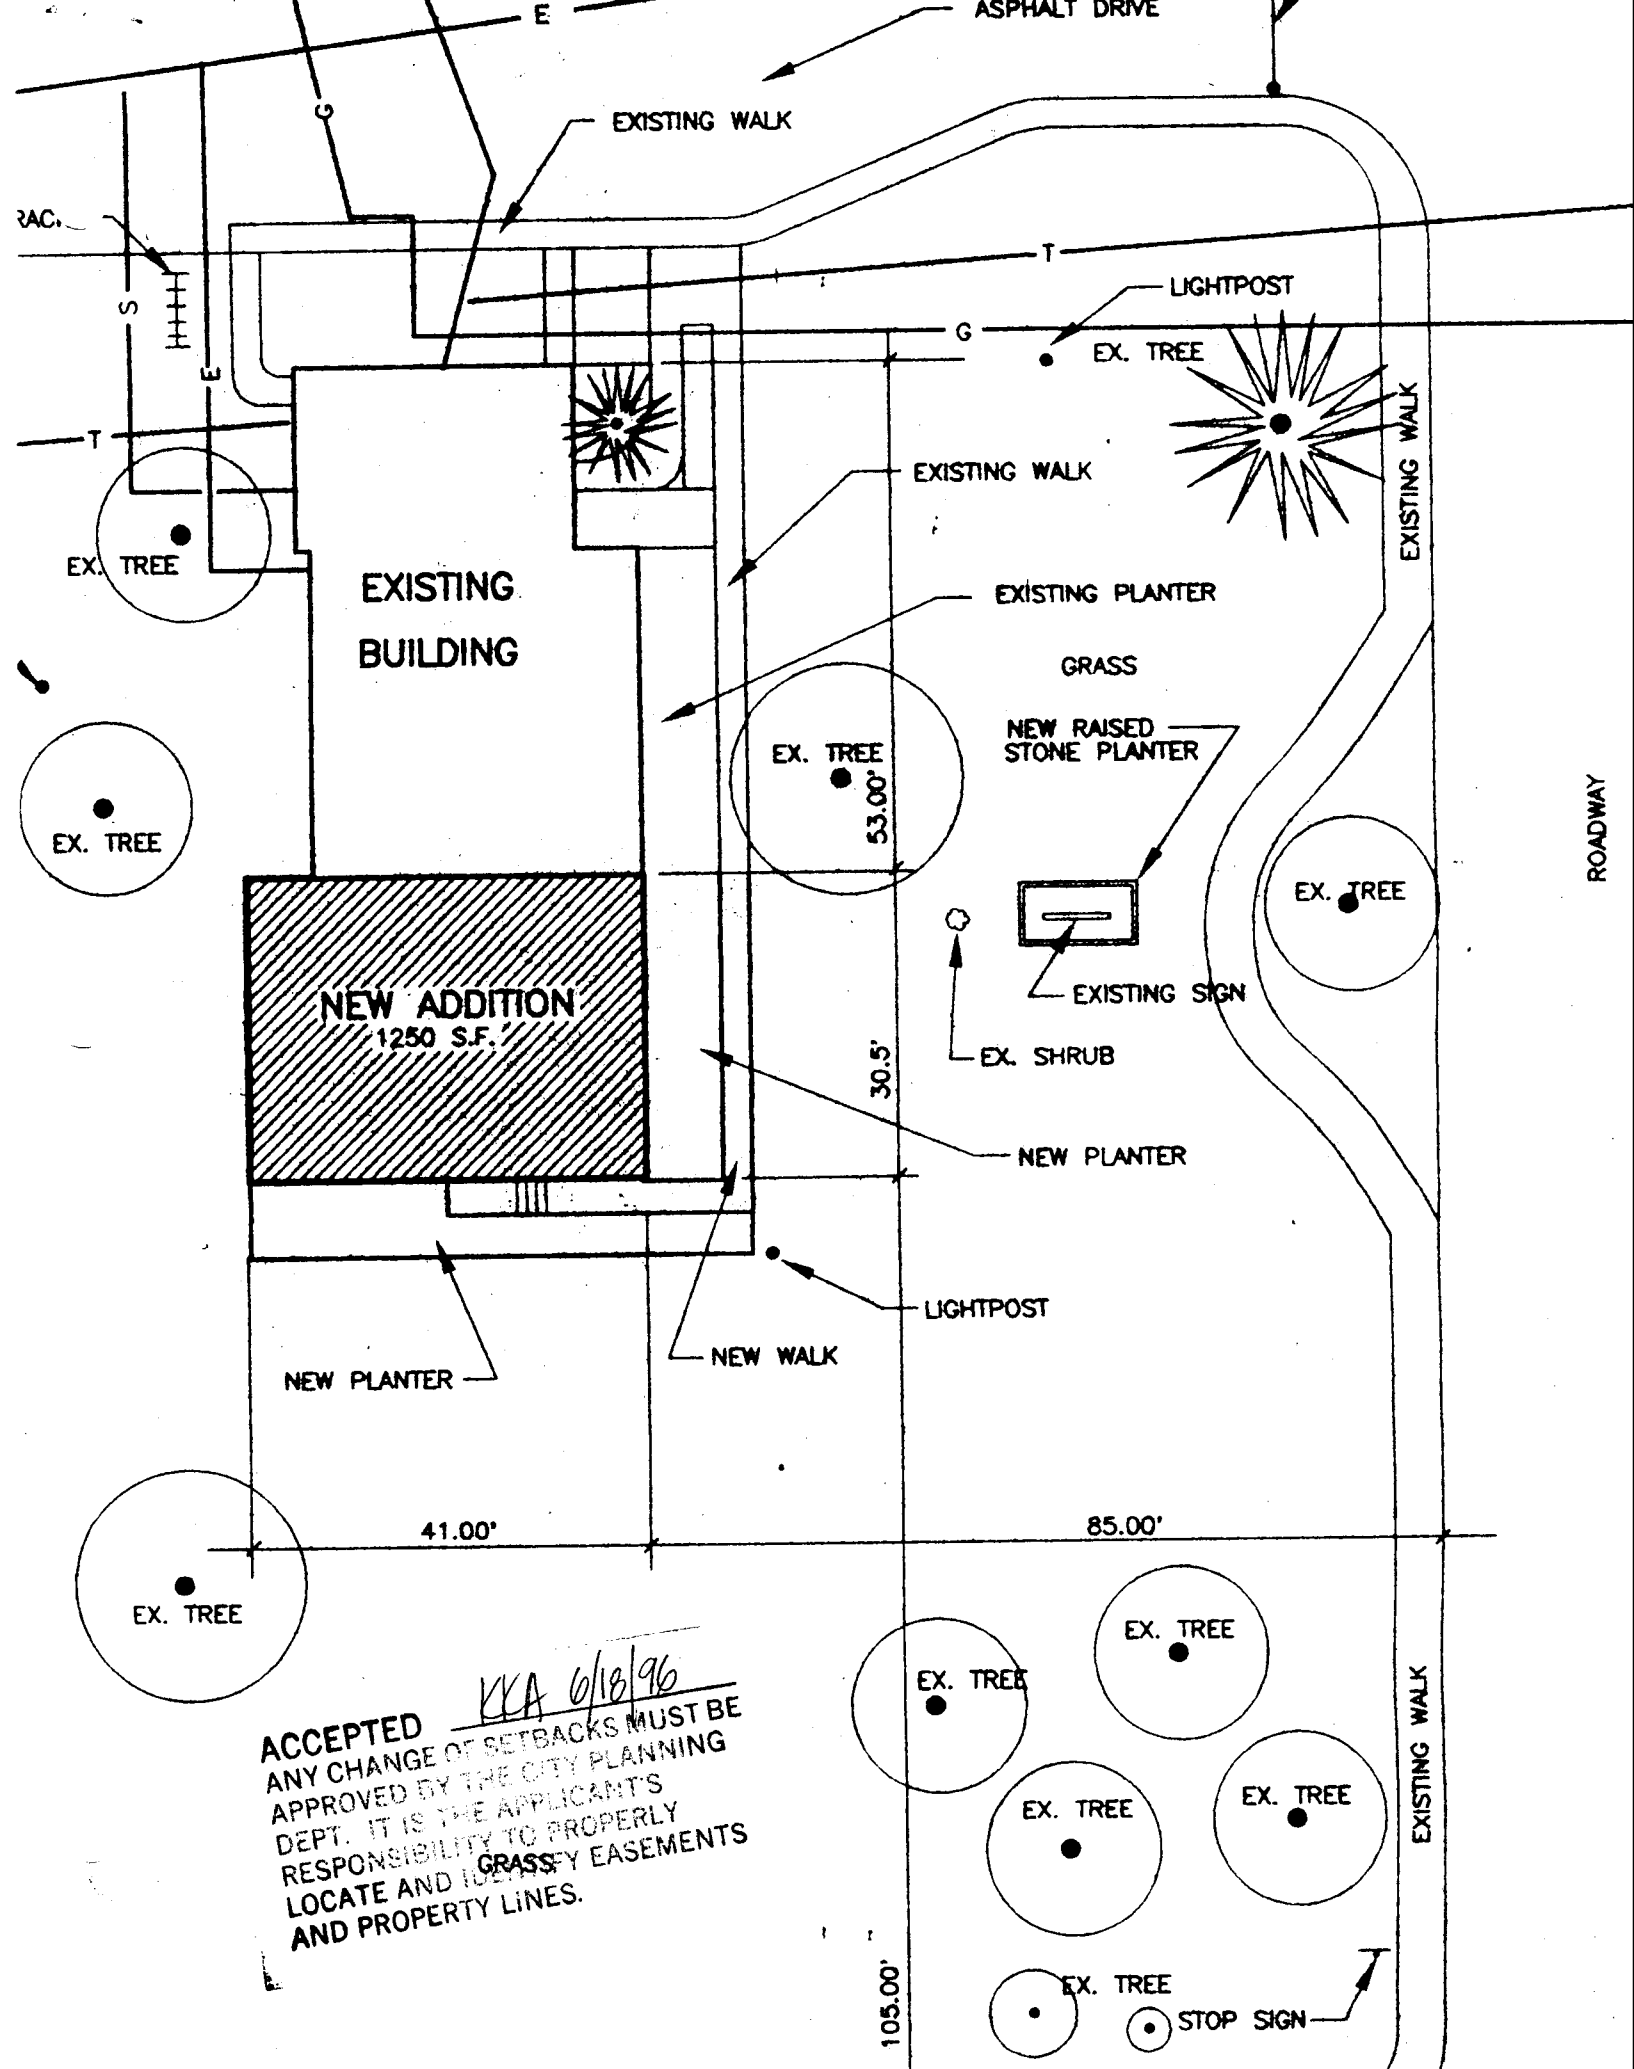 E
ASPHALT DRIVE
G
EXISTING WALK
RAC.
T
LIGHTPOST
S
G
EX. TREE
E
T
EXISTING WALK
EXISTING WALK
EX. TREE
EXISTING
BUILDING
EXISTING PLANTER
GRASS
NEW RAISED
STONE PLANTER
EX. TREE
53.00'
ROADWAY
EX. TREE
EX. TREE
NEW ADDITION
1250 S.F.
EXISTING SIGN
30.5'
EX. SHRUB
NEW PLANTER
LIGHTPOST
NEW WALK
NEW PLANTER
41.00'
85.00'
EX. TREE
EX. TREE
EX. TREE
KKA 6/18/96
ACCEPTED
ANY CHANGE OF SETBACKS MUST BE
APPROVED BY THE CITY PLANNING
DEPT. IT IS THE APPLICANT'S
RESPONSIBILITY TO PROPERLY
LOCATE AND IDENTIFY EASEMENTS
AND PROPERTY LINES.
GRASS
EXISTING WALK
EX. TREE
EX. TREE
105.00'
EX. TREE
STOP SIGN